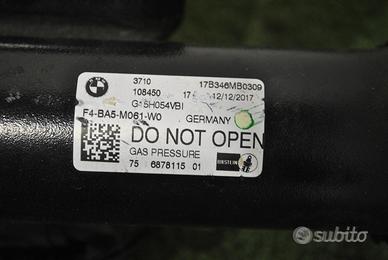 3710
17B346MB0309
108450
17
12/12/2017
G15H054VBI
F4-BA5-M061-W0
GERMANY
DO NOT OPEN
GAS PRESSURE
75 6878115 01
BILSTEIN
subito